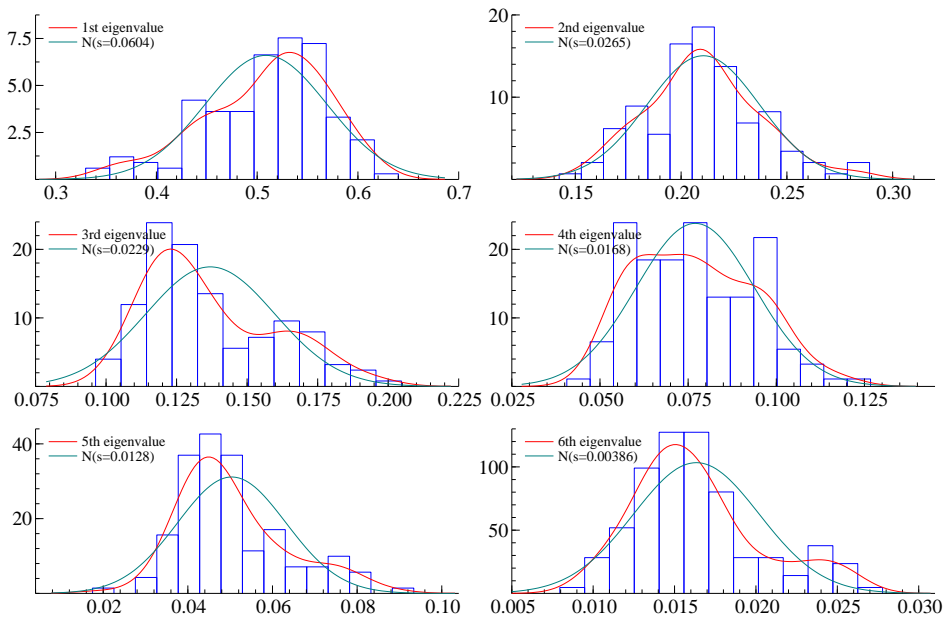 1st eigenvalue
N(s=0.0604)
7.5
5.0
2.5
0.3 0.4 0.5 0.6 0.7
2nd eigenvalue
N(s=0.0265)
20
10
0.15 0.20 0.25 0.30
3rd eigenvalue
N(s=0.0229)
20
10
0.075 0.100 0.125 0.150 0.175 0.200 0.225
4th eigenvalue
N(s=0.0168)
20
10
0.025 0.050 0.075 0.100 0.125
5th eigenvalue
N(s=0.0128)
40
20
0.02 0.04 0.06 0.08 0.10
6th eigenvalue
N(s=0.00386)
100
50
0.005 0.010 0.015 0.020 0.025 0.030